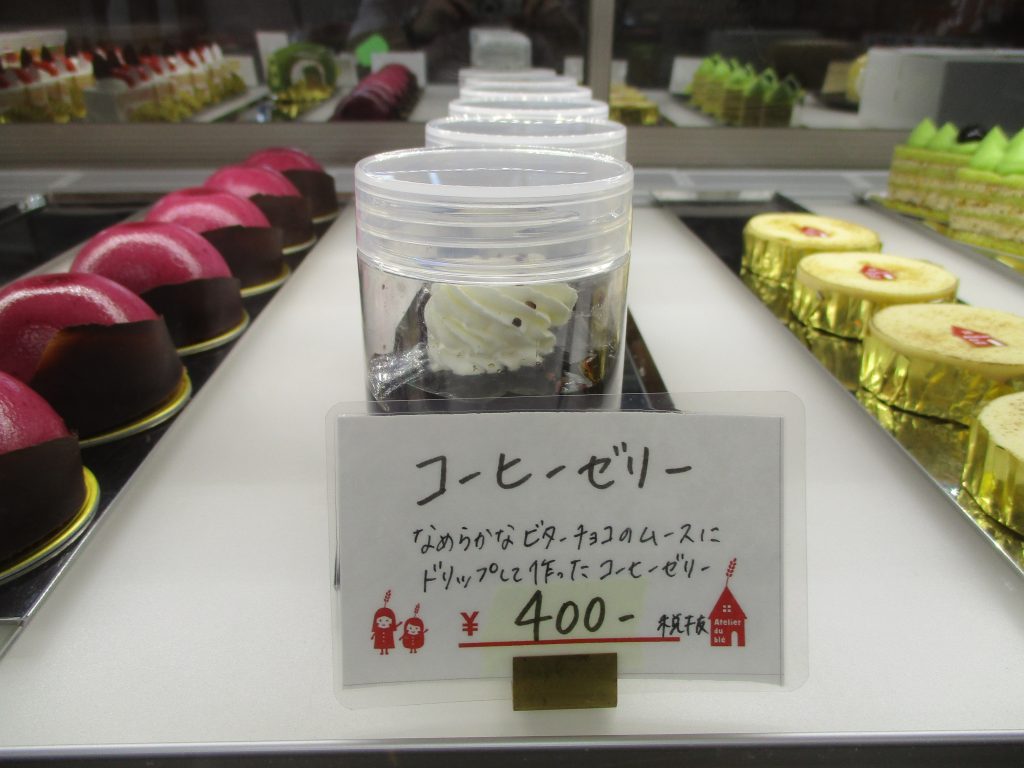 コーヒーゼリー
なめらかなビターチョコのムースに
ドリップして作ったコーヒーゼリー
¥ 400- 税抜
Atelier
du
blé